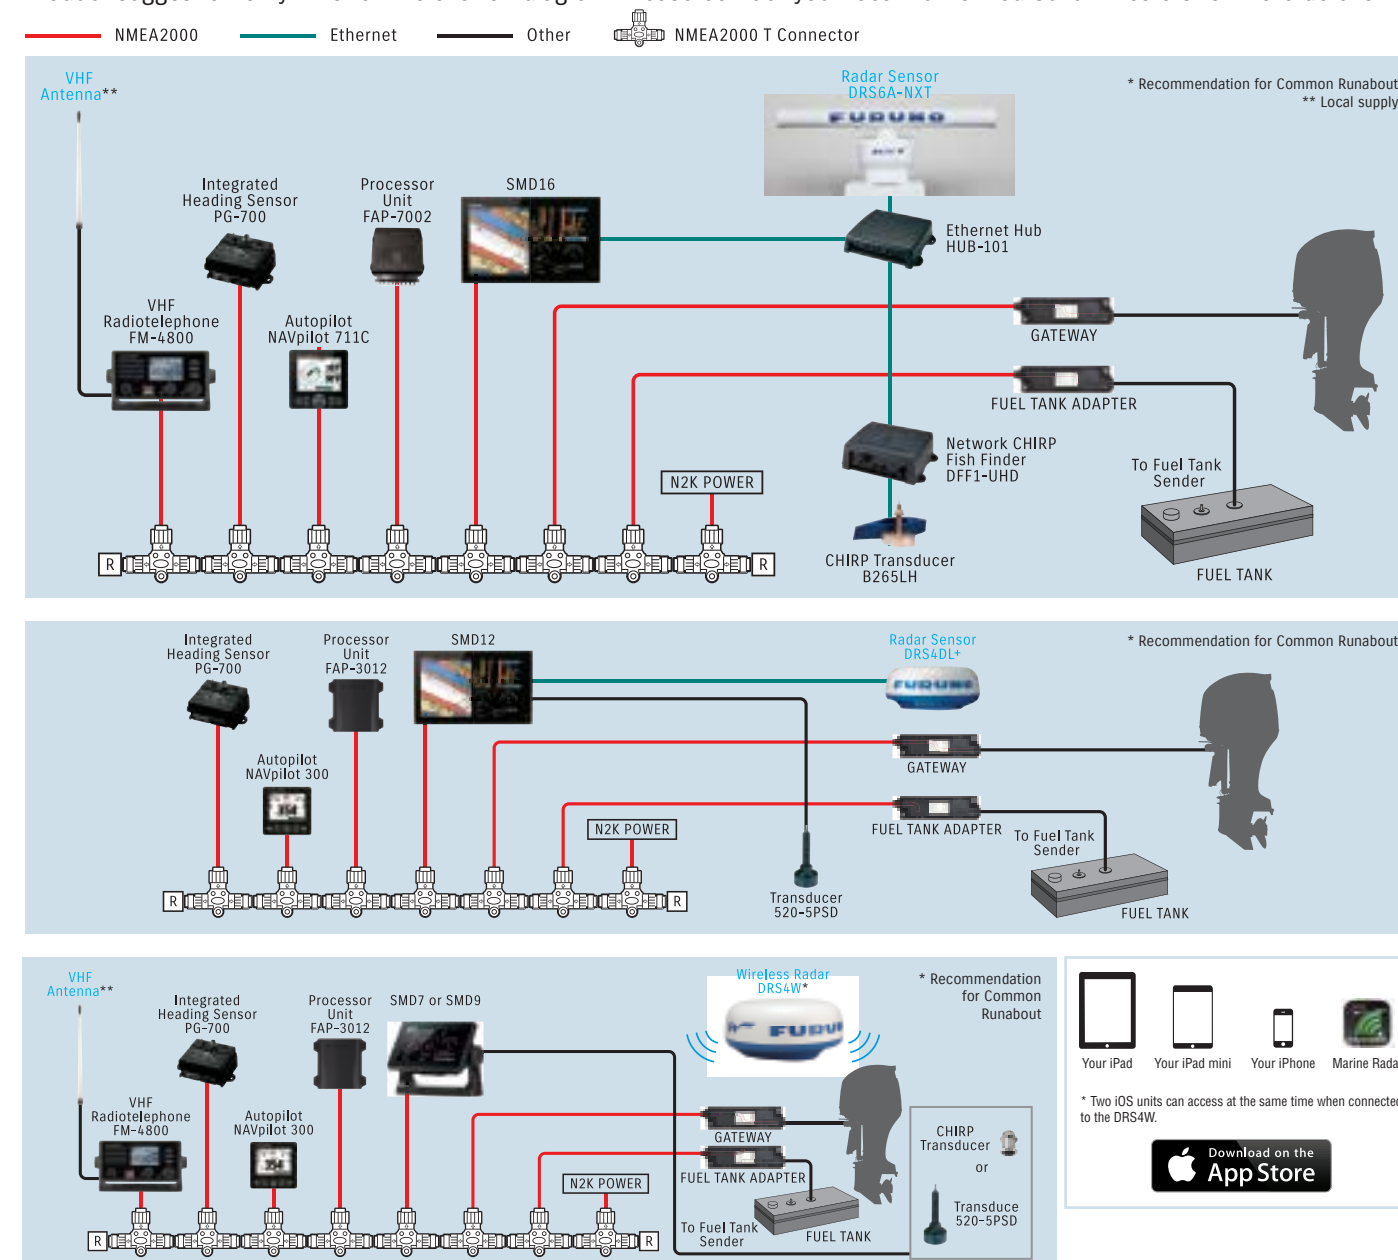 NMEA2000
Ethernet
Other
NMEA2000 T Connector
VHF
Antenna**
Radar Sensor
DRS6A-NXT
* Recommendation for Common Runabout
** Local supply
FURUNO
Integrated
Heading Sensor
PG-700
Processor
Unit
FAP-7002
SMD16
Ethernet Hub
HUB-101
VHF
Radiotelephone
FM-4800
Autopilot
NAVpilot 711C
GATEWAY
FUEL TANK ADAPTER
Network CHIRP
Fish Finder
DFF1-UHD
To Fuel Tank
Sender
N2K POWER
R
R
CHIRP Transducer
B265LH
FUEL TANK
Integrated
Heading Sensor
PG-700
Processor
Unit
FAP-3012
SMD12
Radar Sensor
DRS4DL+
* Recommendation for Common Runabout
FURUNO
Autopilot
NAVpilot 300
GATEWAY
N2K POWER
FUEL TANK ADAPTER
To Fuel Tank
Sender
R
R
Transducer
520-5PSD
FUEL TANK
VHF
Antenna**
Integrated
Heading Sensor
PG-700
Processor
Unit
FAP-3012
SMD7 or SMD9
Wireless Radar
DRS4W*
* Recommendation
for Common
Runabout
FURU
VHF
Radiotelephone
FM-4800
Autopilot
NAVpilot 300
354
GATEWAY
FUEL TANK ADAPTER
N2K POWER
To Fuel Tank
Sender
FUEL TANK
R
R
CHIRP
Transducer
or
Transduce
520-5PSD
Your iPad
Your iPad mini
Your iPhone
Marine Rada
* Two iOS units can access at the same time when connected
to the DRS4W.
Download on the
App Store